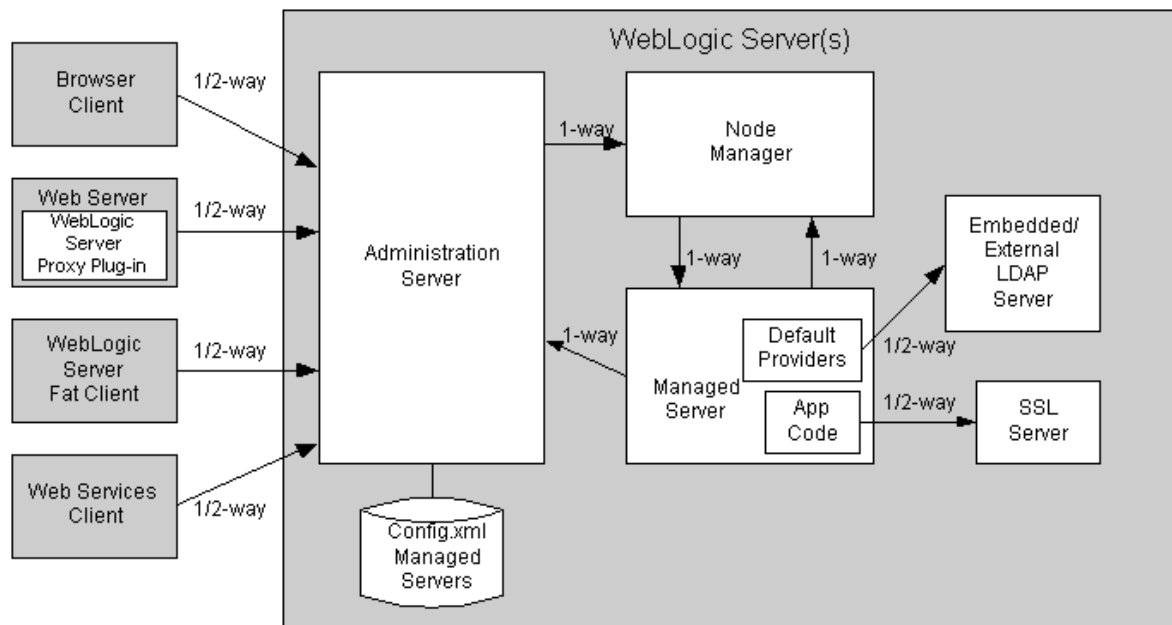 WebLogic Server(s)
Browser
Client
1/2-way
Web Server
WebLogic
Server
Proxy Plug-in
1/2-way
WebLogic
Server
Fat Client
1/2-way
Web Services
Client
1/2-way
Administration
Server
Config.xml
Managed
Servers
1-way
Node
Manager
1-way
1-way
1-way
Managed
Server
Default
Providers
App
Code
1/2-way
Embedded/
External
LDAP
Server
1/2-way
SSL
Server